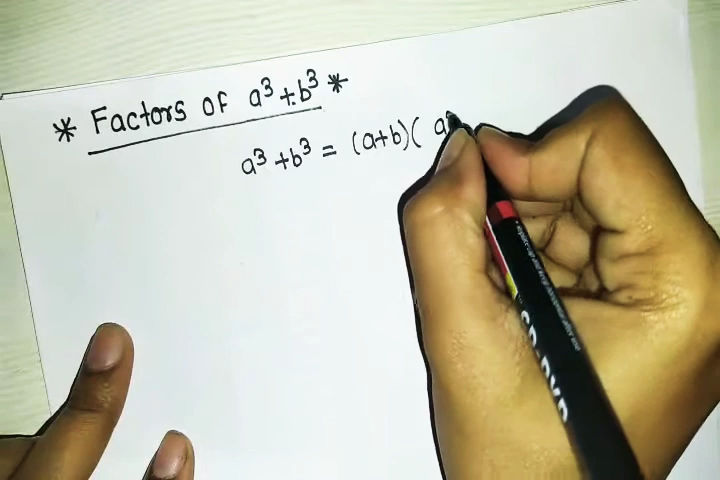 * Factors of a³+b³ *
a³+b³ = (a+b)( a